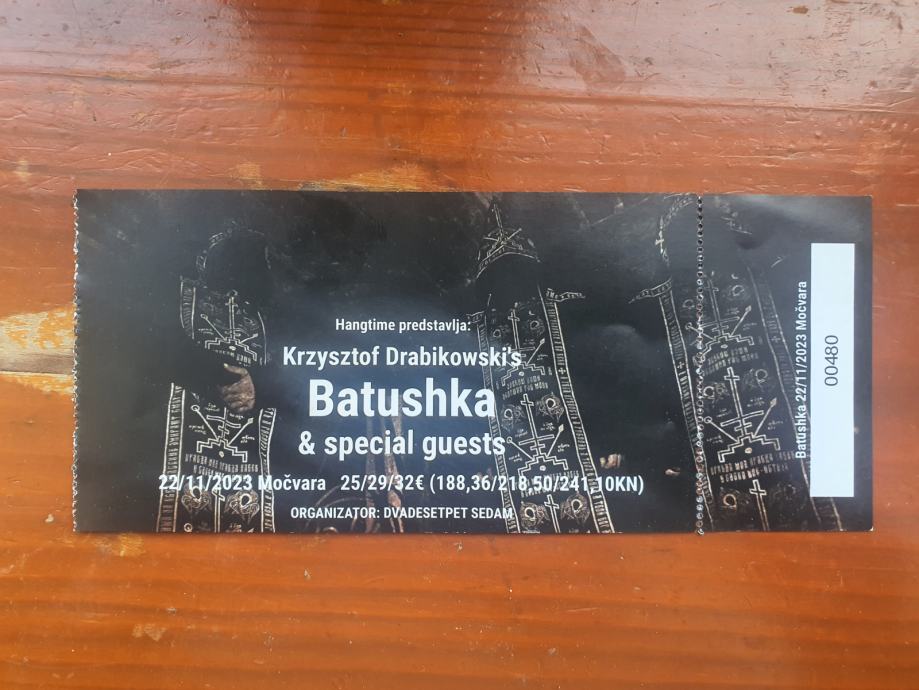 Hangtime predstavlja:
Krzysztof Drabikowski's
Batushka
& special guests
22/11/2023 Močvara 25/29/32€ (188,36/218,50/241,10KN)
ORGANIZATOR: DVADESETPET SEDAM
Batushka 22/11/2023 Močvara
00480